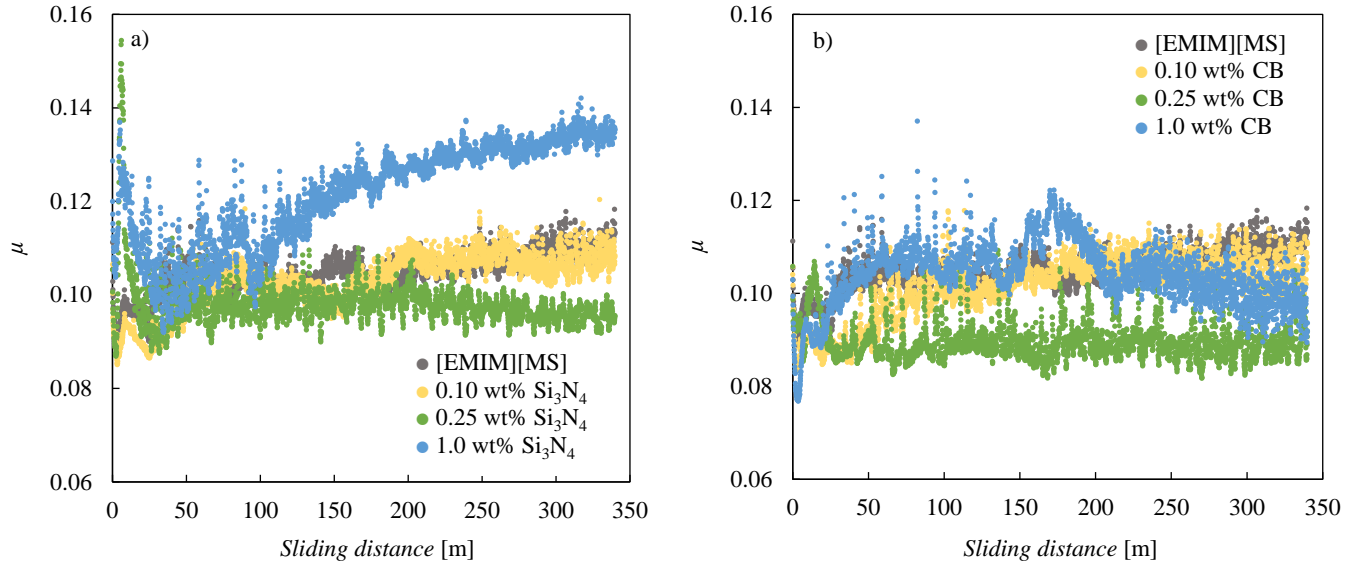 a)
0.16
0.14
0.12
0.10
0.08
0.06
μ
[EMIM][MS]
0.10 wt% Si₃N₄
0.25 wt% Si₃N₄
1.0 wt% Si₃N₄
0 50 100 150 200 250 300 350
Sliding distance [m]
b)
0.16
0.14
0.12
0.10
0.08
0.06
μ
[EMIM][MS]
0.10 wt% CB
0.25 wt% CB
1.0 wt% CB
0 50 100 150 200 250 300 350
Sliding distance [m]